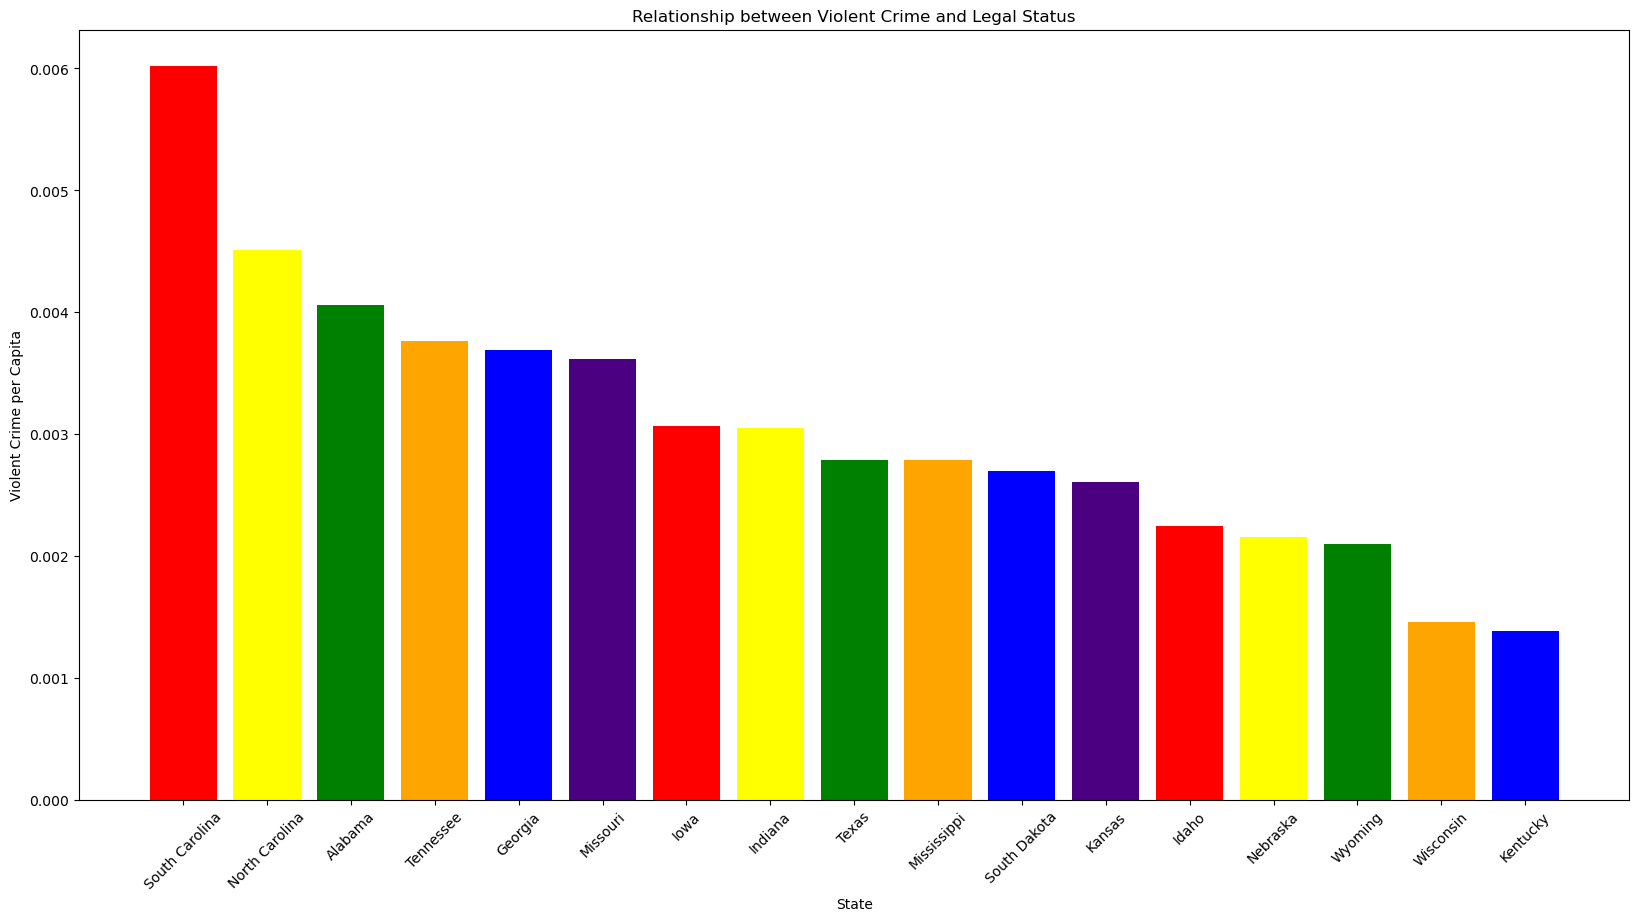 Relationship between Violent Crime and Legal Status
Violent Crime per Capita
0.006
0.005
0.004
0.003
0.002
0.001
0.000
South Carolina
North Carolina
Alabama
Tennessee
Georgia
Missouri
Iowa
Indiana
Texas
Mississippi
South Dakota
Kansas
Idaho
Nebraska
Wyoming
Wisconsin
Kentucky
State